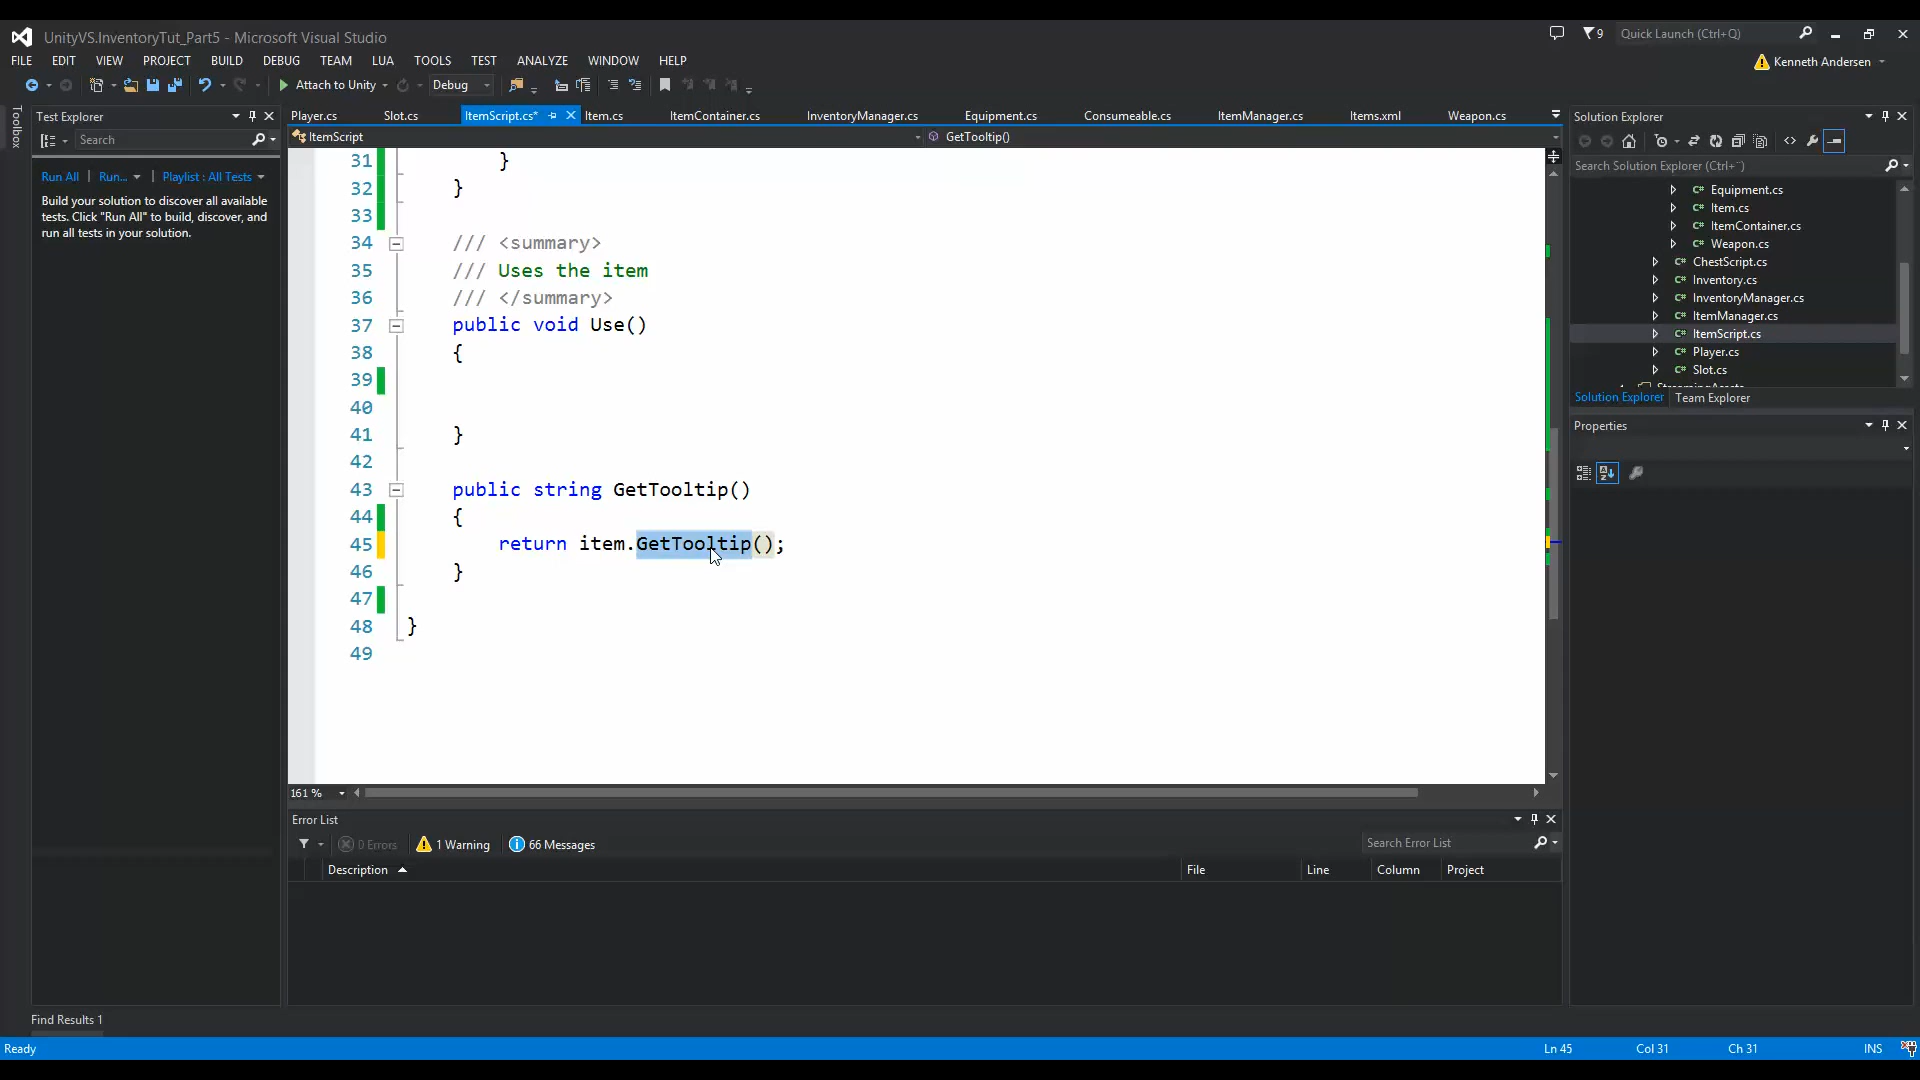 UnityVS.InventoryTut_Part5 - Microsoft Visual Studio
9
Quick Launch (Ctrl+Q)
FILE EDIT VIEW PROJECT BUILD DEBUG TEAM LUA TOOLS TEST ANALYZE WINDOW HELP
Kenneth Andersen
Attach to Unity
Debug
Toolbox
Test Explorer
Search
Run All | Run... | Playlist : All Tests
Build your solution to discover all available
tests. Click "Run All" to build, discover, and
run all tests in your solution.
Player.cs Slot.cs ItemScript.cs* Item.cs ItemContainer.cs InventoryManager.cs Equipment.cs Consumeable.cs ItemManager.cs Items.xml Weapon.cs
ItemScript
GetTooltip()
31 }
32 }
33
34 /// <summary>
35 /// Uses the item
36 /// </summary>
37 public void Use()
38 {
39
40
41 }
42
43 public string GetTooltip()
44 {
45 return item.GetTooltip();
46 }
47
48 }
49
161 %
Solution Explorer
Search Solution Explorer (Ctrl+¨)
C# Equipment.cs
C# Item.cs
C# ItemContainer.cs
C# Weapon.cs
C# ChestScript.cs
C# Inventory.cs
C# InventoryManager.cs
C# ItemManager.cs
C# ItemScript.cs
C# Player.cs
C# Slot.cs
StreamingAssets
Solution Explorer Team Explorer
Properties
Error List
0 Errors 1 Warning 66 Messages
Search Error List
Description File Line Column Project
Find Results 1
Ready
Ln 45 Col 31 Ch 31 INS